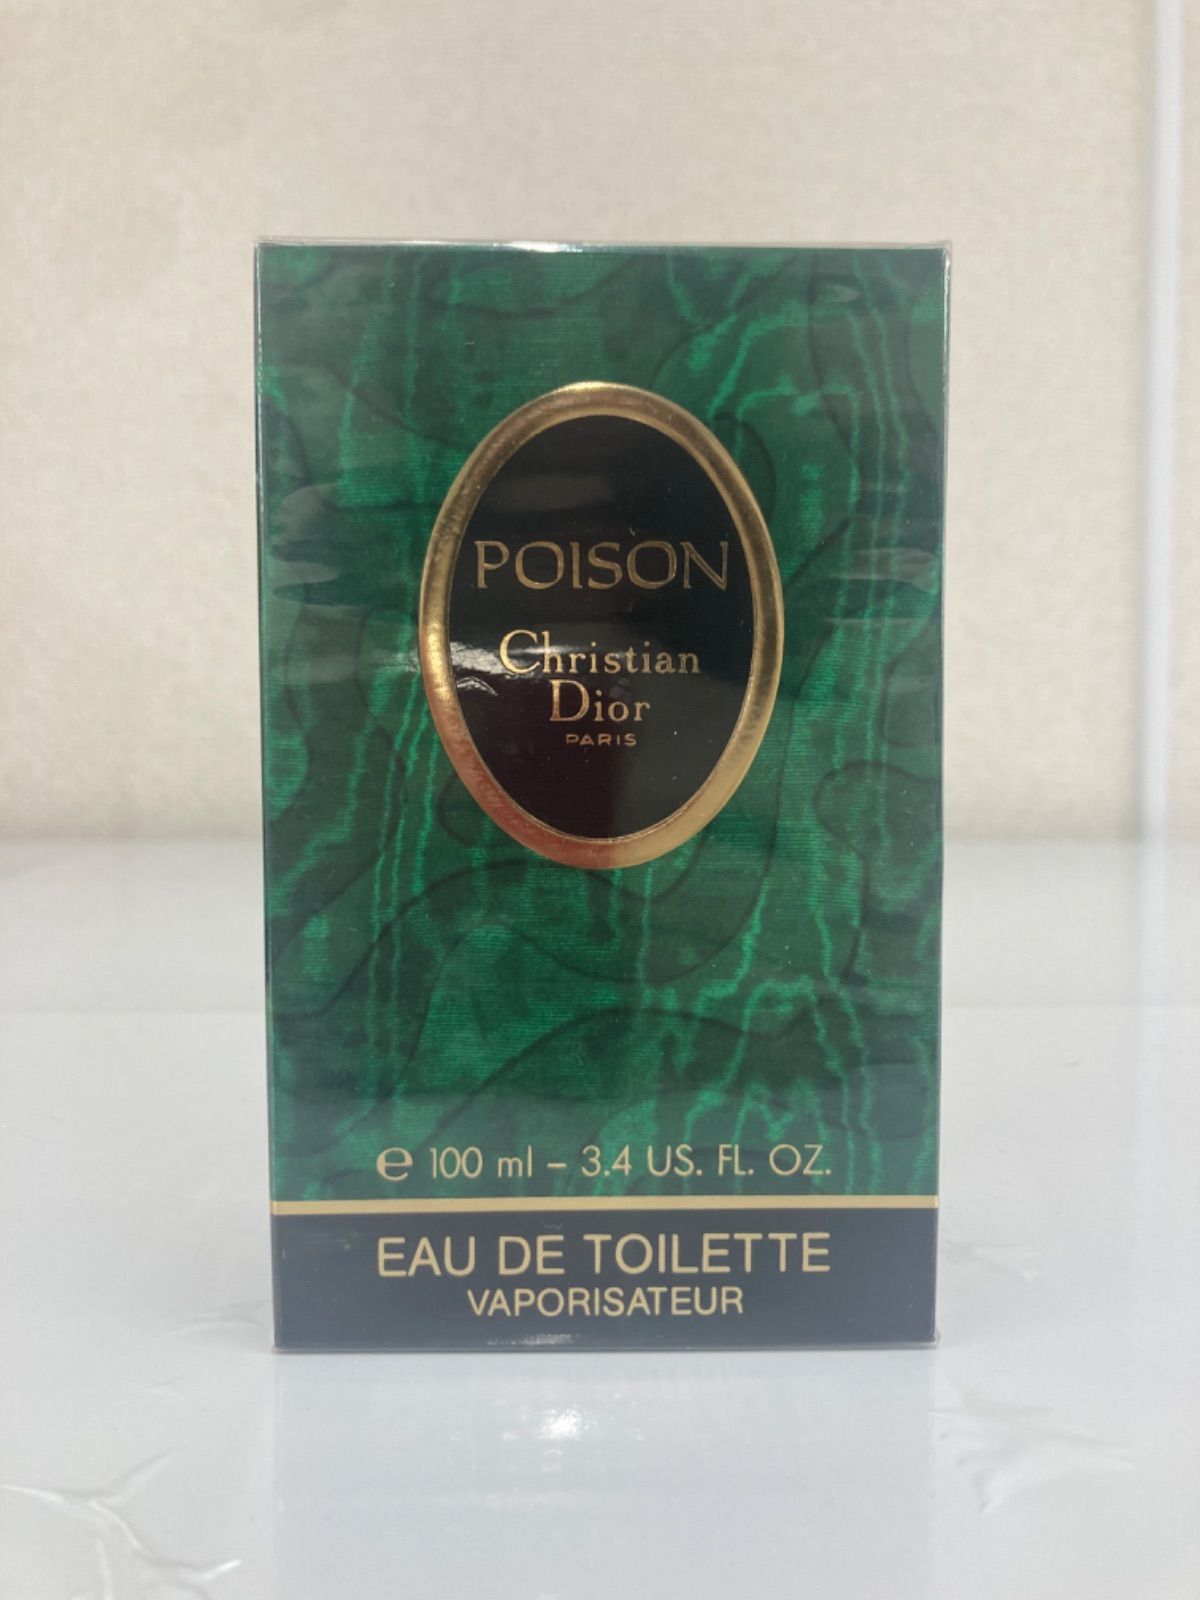 POISON
Christian
Dior
PARIS
℮ 100 ml – 3.4 US. FL. OZ.
EAU DE TOILETTE
VAPORISATEUR